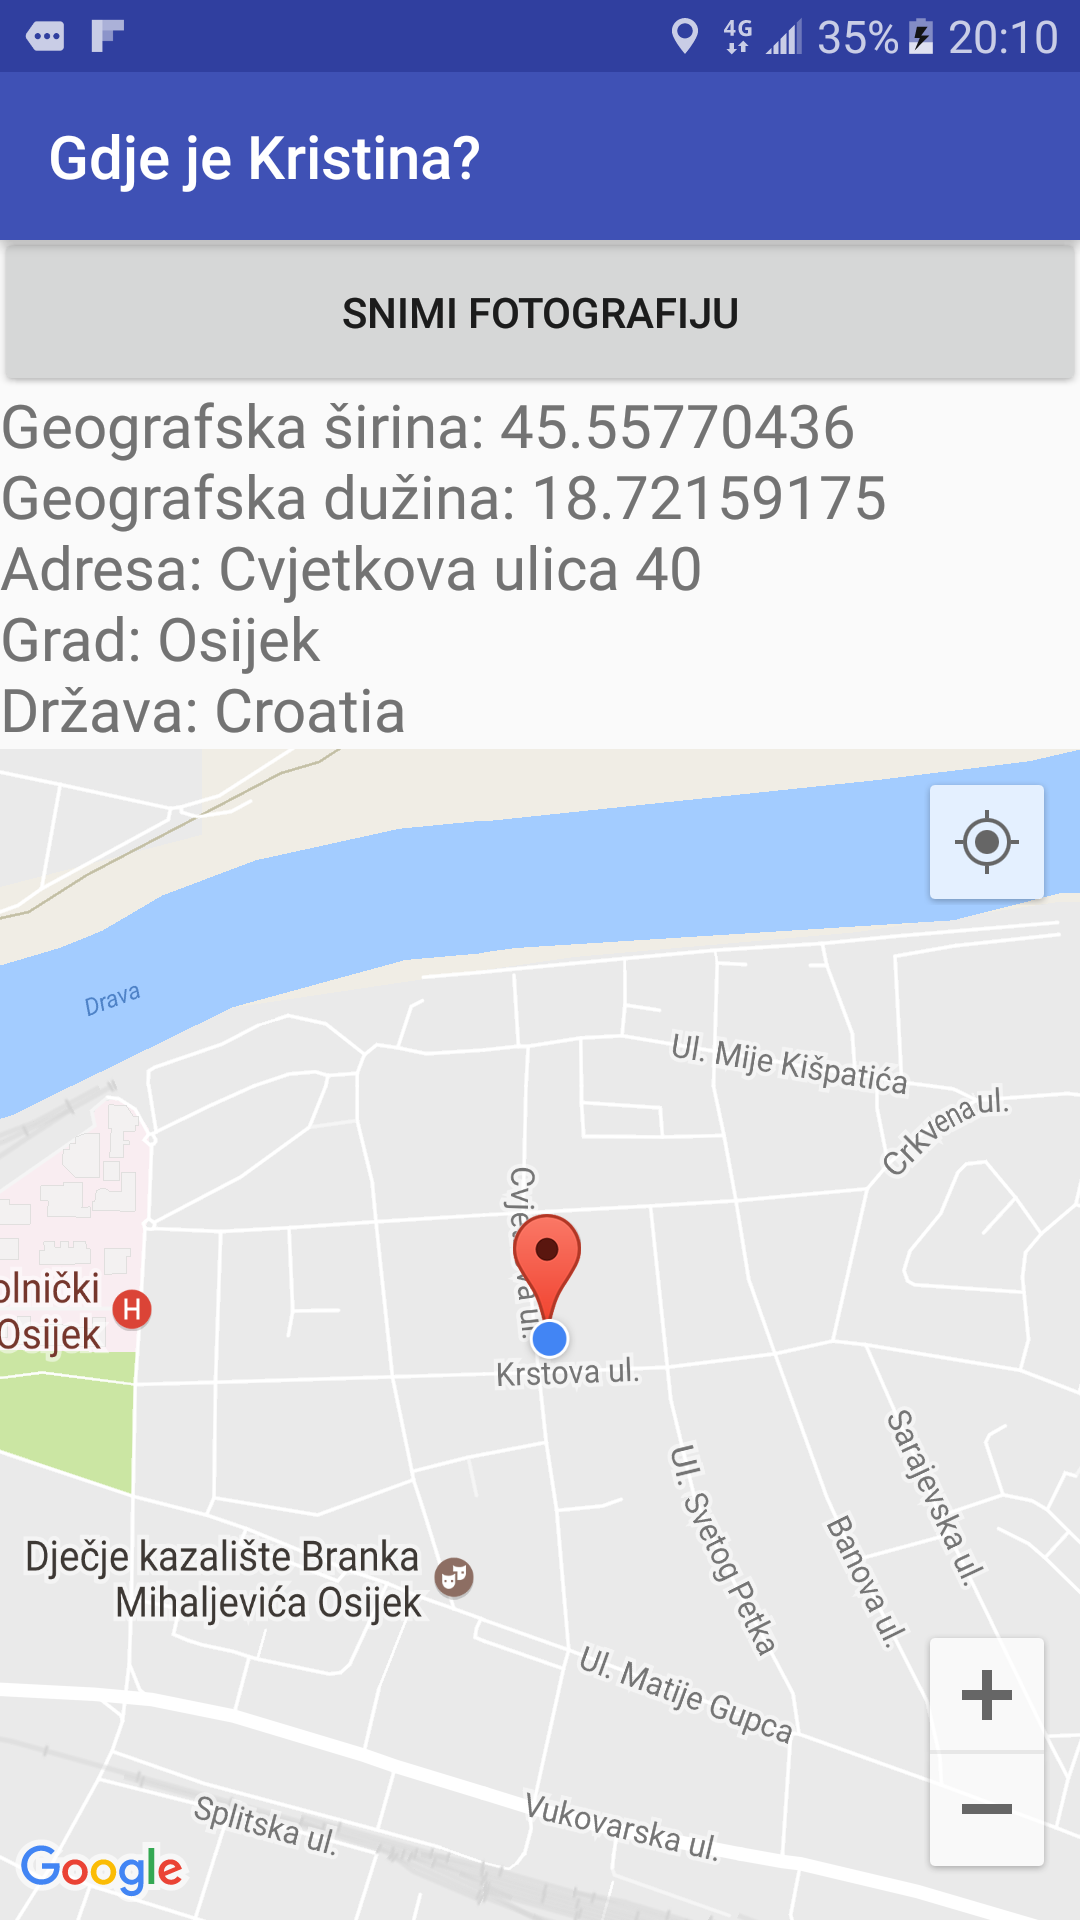 4G 35% 20:10
Gdje je Kristina?
SNIMI FOTOGRAFIJU
Geografska širina: 45.55770436
Geografska dužina: 18.72159175
Adresa: Cvjetkova ulica 40
Grad: Osijek
Država: Croatia
Drava
Ul. Mije Kišpatića
Crkvena ul.
olnički
Osijek
H
Krstova ul.
Sarajevska ul.
Ul. Svetog Petka
Banova ul.
Dječje kazalište Branka
Mihaljevića Osijek
Ul. Matije Gupca
Vukovarska ul.
Splitska ul.
Google